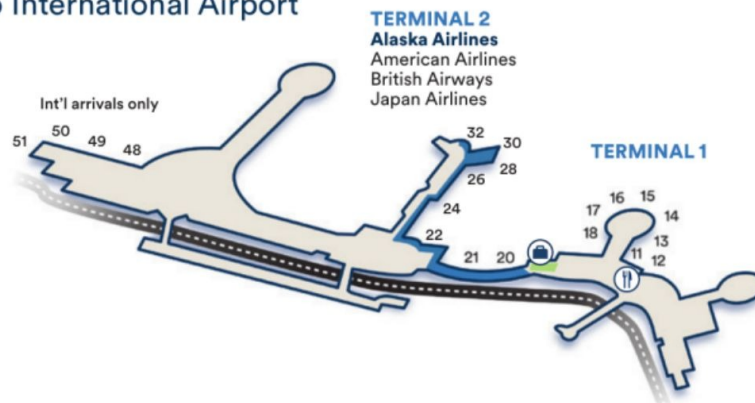 International Airport
TERMINAL 2
Alaska Airlines
American Airlines
British Airways
Japan Airlines
Int'l arrivals only
51
50
49
48
32
30
28
26
24
22
21
20
TERMINAL 1
18
17
16
15
14
13
12
11